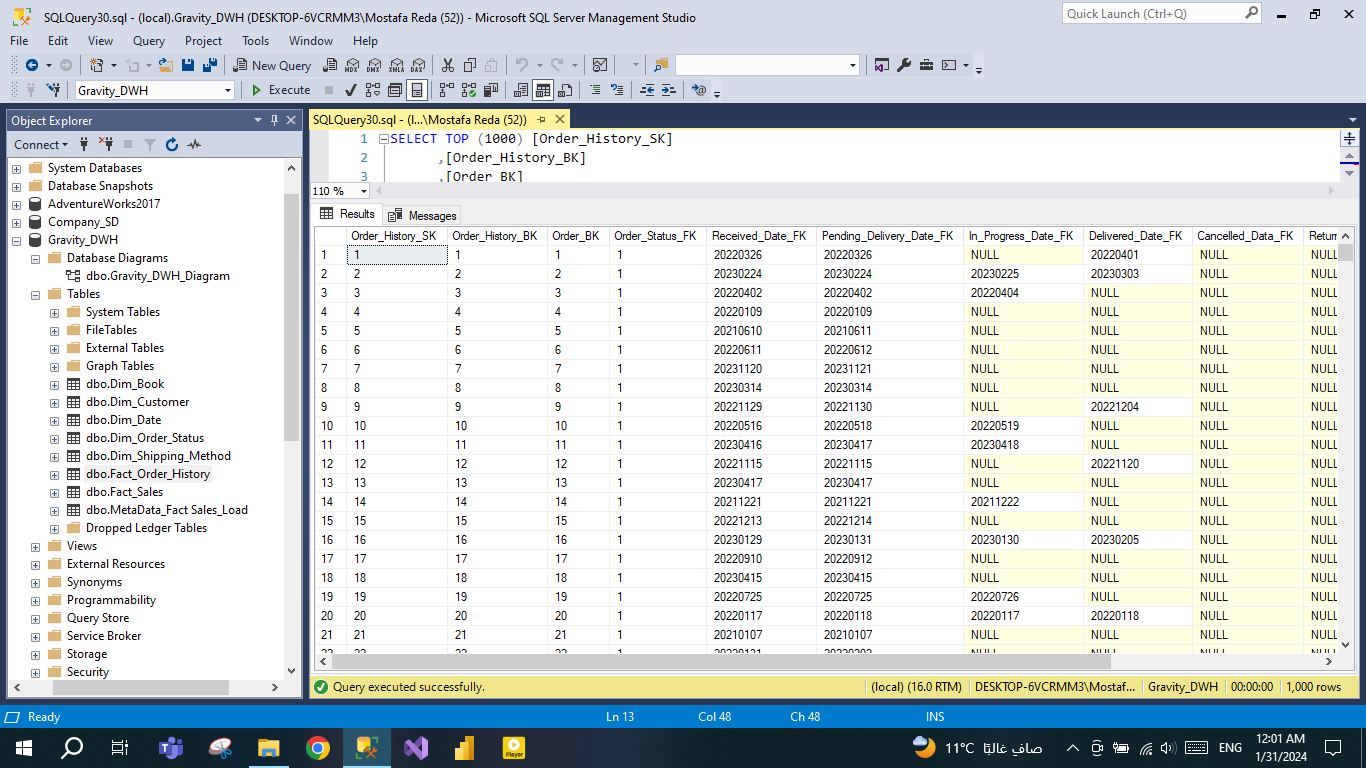 SQLQuery30.sql - (local).Gravity_DWH (DESKTOP-6VCRMM3\Mostafa Reda (52)) - Microsoft SQL Server Management Studio
Quick Launch (Ctrl+Q)
File Edit View Query Project Tools Window Help
New Query MDX DMX XMLA DAX
Gravity_DWH Execute
Object Explorer
Connect
System Databases
Database Snapshots
AdventureWorks2017
Company_SD
Gravity_DWH
Database Diagrams
dbo.Gravity_DWH_Diagram
Tables
System Tables
FileTables
External Tables
Graph Tables
dbo.Dim_Book
dbo.Dim_Customer
dbo.Dim_Date
dbo.Dim_Order_Status
dbo.Dim_Shipping_Method
dbo.Fact_Order_History
dbo.Fact_Sales
dbo.MetaData_Fact Sales_Load
Dropped Ledger Tables
Views
External Resources
Synonyms
Programmability
Query Store
Service Broker
Storage
Security
SQLQuery30.sql - (l...\Mostafa Reda (52))
1 SELECT TOP (1000) [Order_History_SK]
2 ,[Order_History_BK]
3 ,[Order_BK]
110 %
Results Messages
Order_History_SK Order_History_BK Order_BK Order_Status_FK Received_Date_FK Pending_Delivery_Date_FK In_Progress_Date_FK Delivered_Date_FK Cancelled_Data_FK
1 1 1 1 1 20220326 20220326 NULL 20220401 NULL NULL
2 2 2 2 1 20230224 20230224 20230225 20230303 NULL NULL
3 3 3 3 1 20220402 20220402 20220404 NULL NULL NULL
4 4 4 4 1 20220109 20220109 NULL NULL NULL NULL
5 5 5 5 1 20210610 20210611 NULL NULL NULL NULL
6 6 6 6 1 20220611 20220612 NULL NULL NULL NULL
7 7 7 7 1 20231120 20231121 NULL NULL NULL NULL
8 8 8 8 1 20230314 20230314 NULL NULL NULL NULL
9 9 9 9 1 20221129 20221130 NULL 20221204 NULL NULL
10 10 10 10 1 20220516 20220518 20220519 NULL NULL NULL
11 11 11 11 1 20230416 20230417 20230418 NULL NULL NULL
12 12 12 12 1 20221115 20221115 NULL 20221120 NULL NULL
13 13 13 13 1 20230417 20230417 NULL NULL NULL NULL
14 14 14 14 1 20211221 20211221 20211222 NULL NULL NULL
15 15 15 15 1 20221213 20221214 NULL NULL NULL NULL
16 16 16 16 1 20230129 20230131 20230130 20230205 NULL NULL
17 17 17 17 1 20220910 20220912 NULL NULL NULL NULL
18 18 18 18 1 20230415 20230415 NULL NULL NULL NULL
19 19 19 19 1 20220725 20220725 20220726 NULL NULL NULL
20 20 20 20 1 20220117 20220118 20220117 20220118 NULL NULL
21 21 21 21 1 20210107 20210107 NULL NULL NULL NULL
Query executed successfully. (local) (16.0 RTM) DESKTOP-6VCRMM3\Mostaf... Gravity_DWH 00:00:00 1,000 rows
Ready Ln 13 Col 48 Ch 48 INS
Player 11°C صافٍ غالبًا ENG 12:01 AM
1/31/2024